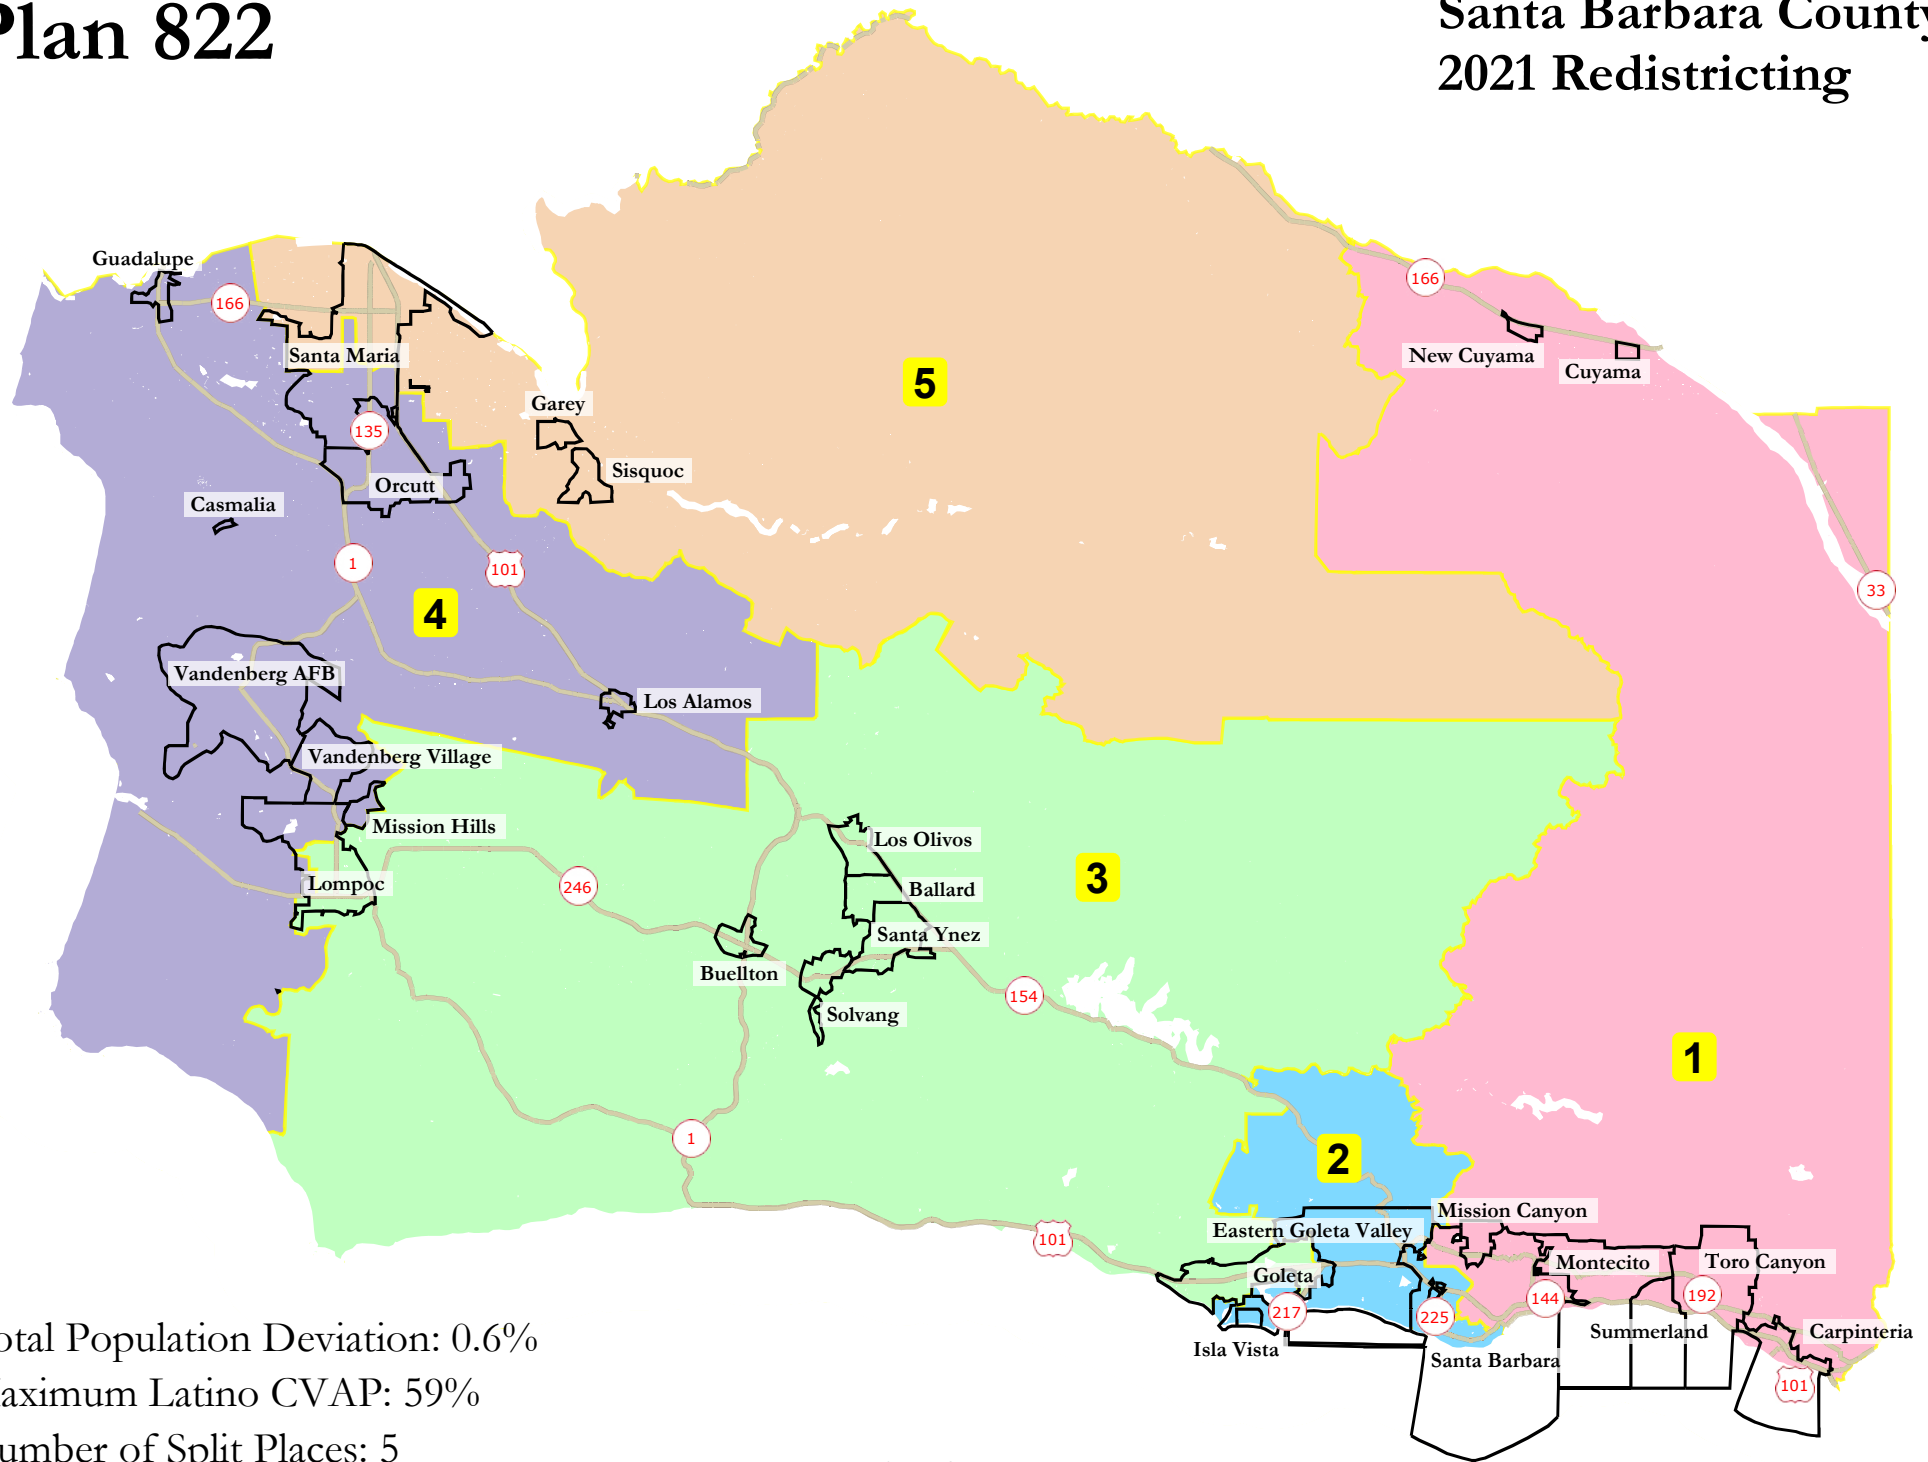 Plan 822
Santa Barbara County
2021 Redistricting
Guadalupe
166
Santa Maria
135
Orcutt
Casmalia
1
101
4
Garey
Sisquoc
5
166
New Cuyama
Cuyama
33
Vandenberg AFB
Los Alamos
Vandenberg Village
Mission Hills
Lompoc
246
Los Olivos
Ballard
Santa Ynez
Buellton
Solvang
3
154
1
1
2
101
Mission Canyon
Eastern Goleta Valley
Goleta
Montecito
Toro Canyon
217
225
144
192
Isla Vista
Santa Barbara
Summerland
Carpinteria
101
otal Population Deviation: 0.6%
aximum Latino CVAP: 59%
umber of Split Places: 5